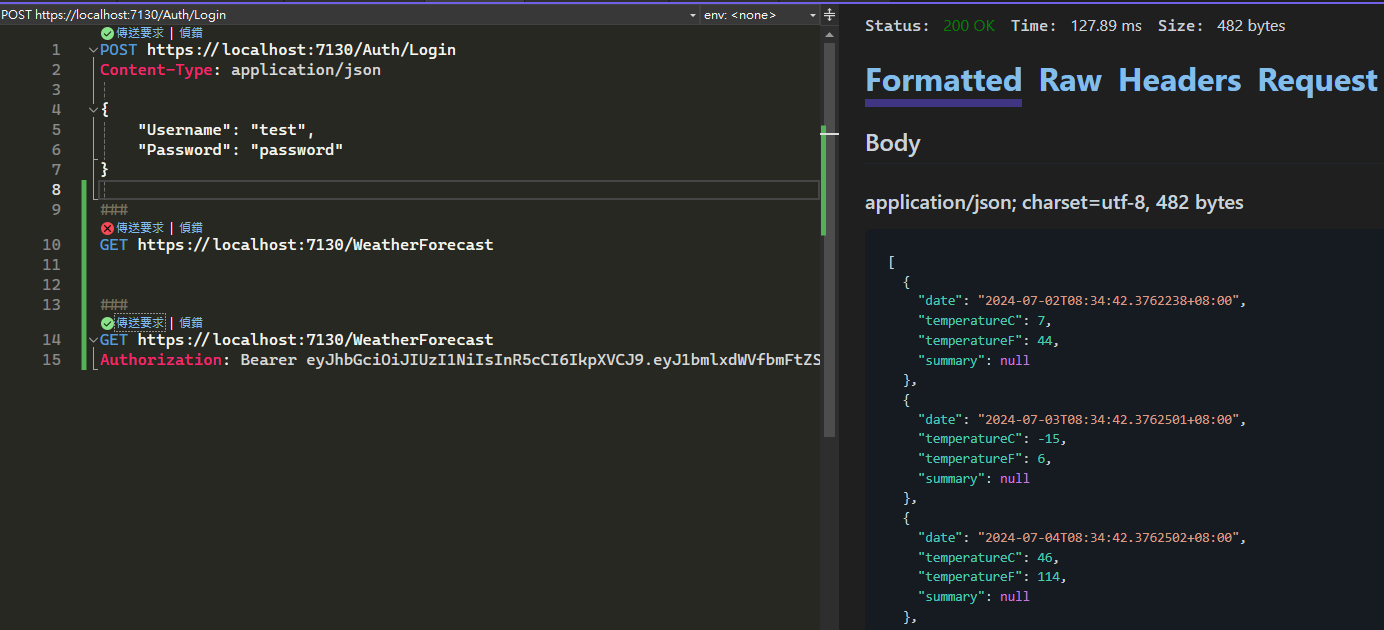 POST https://localhost:7130/Auth/Login
env: <none>
傳送要求 | 偵錯
1 POST https://localhost:7130/Auth/Login
2 Content-Type: application/json
3
4 {
5 "Username": "test",
6 "Password": "password"
7 }
8
9 ###
傳送要求 | 偵錯
10 GET https://localhost:7130/WeatherForecast
11
12
13 ###
傳送要求 | 偵錯
14 GET https://localhost:7130/WeatherForecast
15 Authorization: Bearer eyJhbGciOiJIUzI1NiIsInR5cCI6IkpXVCJ9.eyJ1bmlxdWVfbmFtZS
Status: 200 OK Time: 127.89 ms Size: 482 bytes
Formatted Raw Headers Request
Body
application/json; charset=utf-8, 482 bytes
[
{
"date": "2024-07-02T08:34:42.3762238+08:00",
"temperatureC": 7,
"temperatureF": 44,
"summary": null
},
{
"date": "2024-07-03T08:34:42.3762501+08:00",
"temperatureC": -15,
"temperatureF": 6,
"summary": null
},
{
"date": "2024-07-04T08:34:42.3762502+08:00",
"temperatureC": 46,
"temperatureF": 114,
"summary": null
},